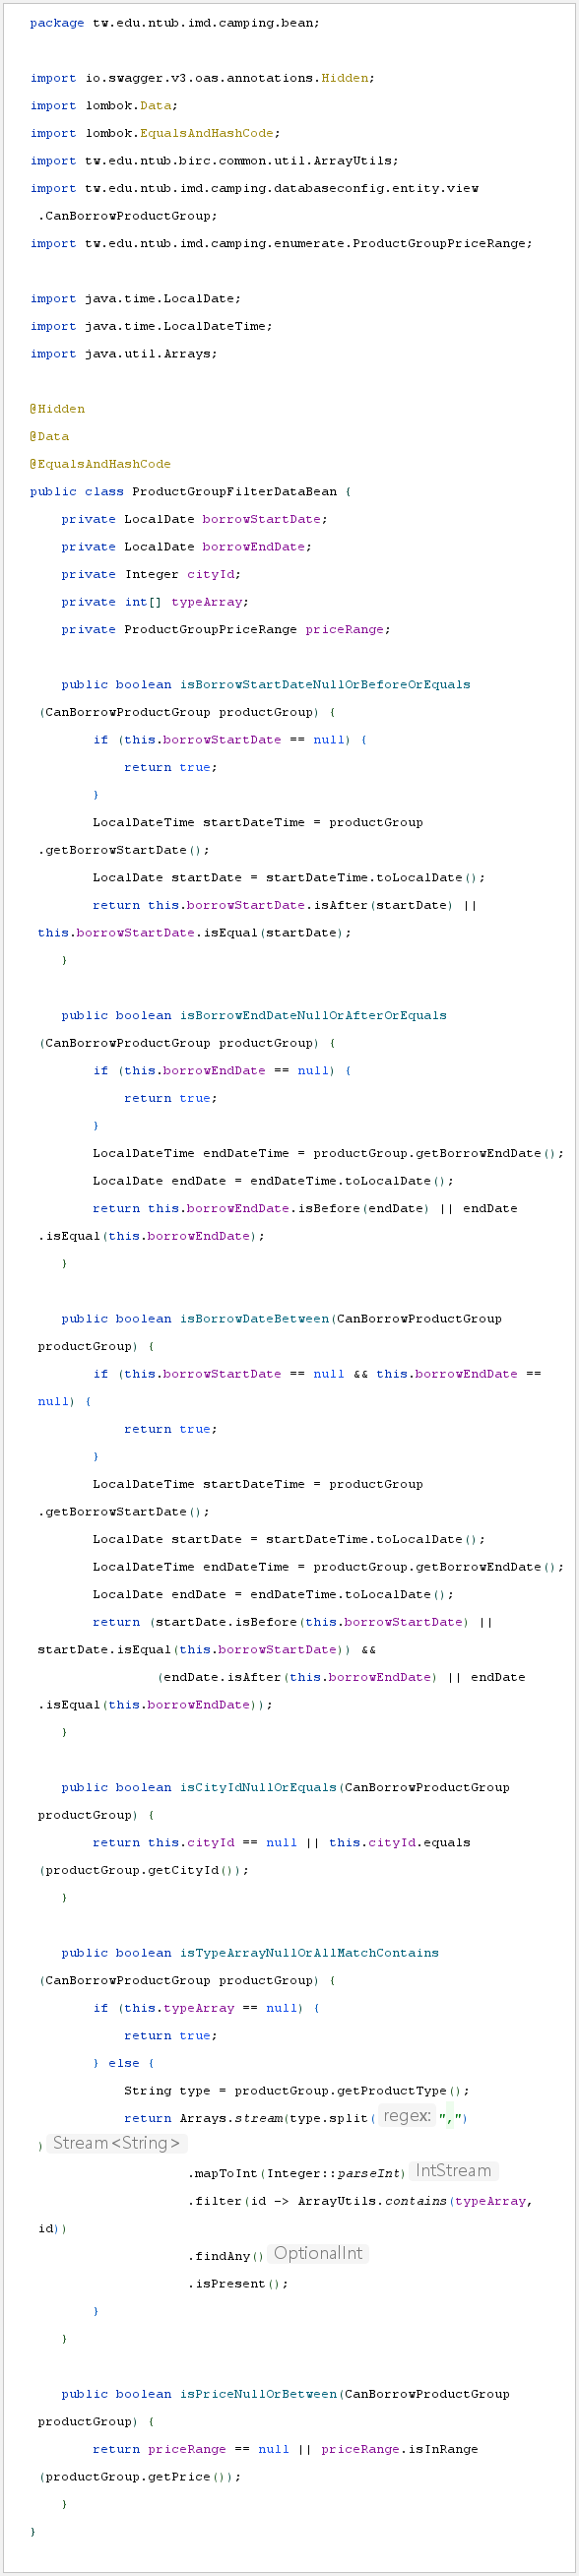 package tw.edu.ntub.imd.camping.bean;
import io.swagger.v3.oas.annotations.Hidden;
import lombok.Data;
import lombok.EqualsAndHashCode;
import tw.edu.ntub.birc.common.util.ArrayUtils;
import tw.edu.ntub.imd.camping.databaseconfig.entity.view
.CanBorrowProductGroup;
import tw.edu.ntub.imd.camping.enumerate.ProductGroupPriceRange;
import java.time.LocalDate;
import java.time.LocalDateTime;
import java.util.Arrays;
@Hidden
@Data
@EqualsAndHashCode
public class ProductGroupFilterDataBean {
private LocalDate borrowStartDate;
private LocalDate borrowEndDate;
private Integer cityId;
private int[] typeArray;
private ProductGroupPriceRange priceRange;
public boolean isBorrowStartDateNullOrBeforeOrEquals
(CanBorrowProductGroup productGroup) {
if (this.borrowStartDate == null) {
return true;
}
LocalDateTime startDateTime = productGroup
.getBorrowStartDate();
LocalDate startDate = startDateTime.toLocalDate();
return this.borrowStartDate.isAfter(startDate) ||
this.borrowStartDate.isEqual(startDate);
}
public boolean isBorrowEndDateNullOrAfterOrEquals
(CanBorrowProductGroup productGroup) {
if (this.borrowEndDate == null) {
return true;
}
LocalDateTime endDateTime = productGroup.getBorrowEndDate();
LocalDate endDate = endDateTime.toLocalDate();
return this.borrowEndDate.isBefore(endDate) || endDate
.isEqual(this.borrowEndDate);
}
public boolean isBorrowDateBetween(CanBorrowProductGroup
productGroup) {
if (this.borrowStartDate == null && this.borrowEndDate ==
null) {
return true;
}
LocalDateTime startDateTime = productGroup
.getBorrowStartDate();
LocalDate startDate = startDateTime.toLocalDate();
LocalDateTime endDateTime = productGroup.getBorrowEndDate();
LocalDate endDate = endDateTime.toLocalDate();
return (startDate.isBefore(this.borrowStartDate) ||
startDate.isEqual(this.borrowStartDate)) &&
(endDate.isAfter(this.borrowEndDate) || endDate
.isEqual(this.borrowEndDate));
}
public boolean isCityIdNullOrEquals(CanBorrowProductGroup
productGroup) {
return this.cityId == null || this.cityId.equals
(productGroup.getCityId());
}
public boolean isTypeArrayNullOrAllMatchContains
(CanBorrowProductGroup productGroup) {
if (this.typeArray == null) {
return true;
} else {
String type = productGroup.getProductType();
return Arrays.stream(type.split( regex: ",")
) Stream<String>
.mapToInt(Integer::parseInt) IntStream
.filter(id -> ArrayUtils.contains(typeArray,
id))
.findAny() OptionalInt
.isPresent();
}
}
public boolean isPriceNullOrBetween(CanBorrowProductGroup
productGroup) {
return priceRange == null || priceRange.isInRange
(productGroup.getPrice());
}
}